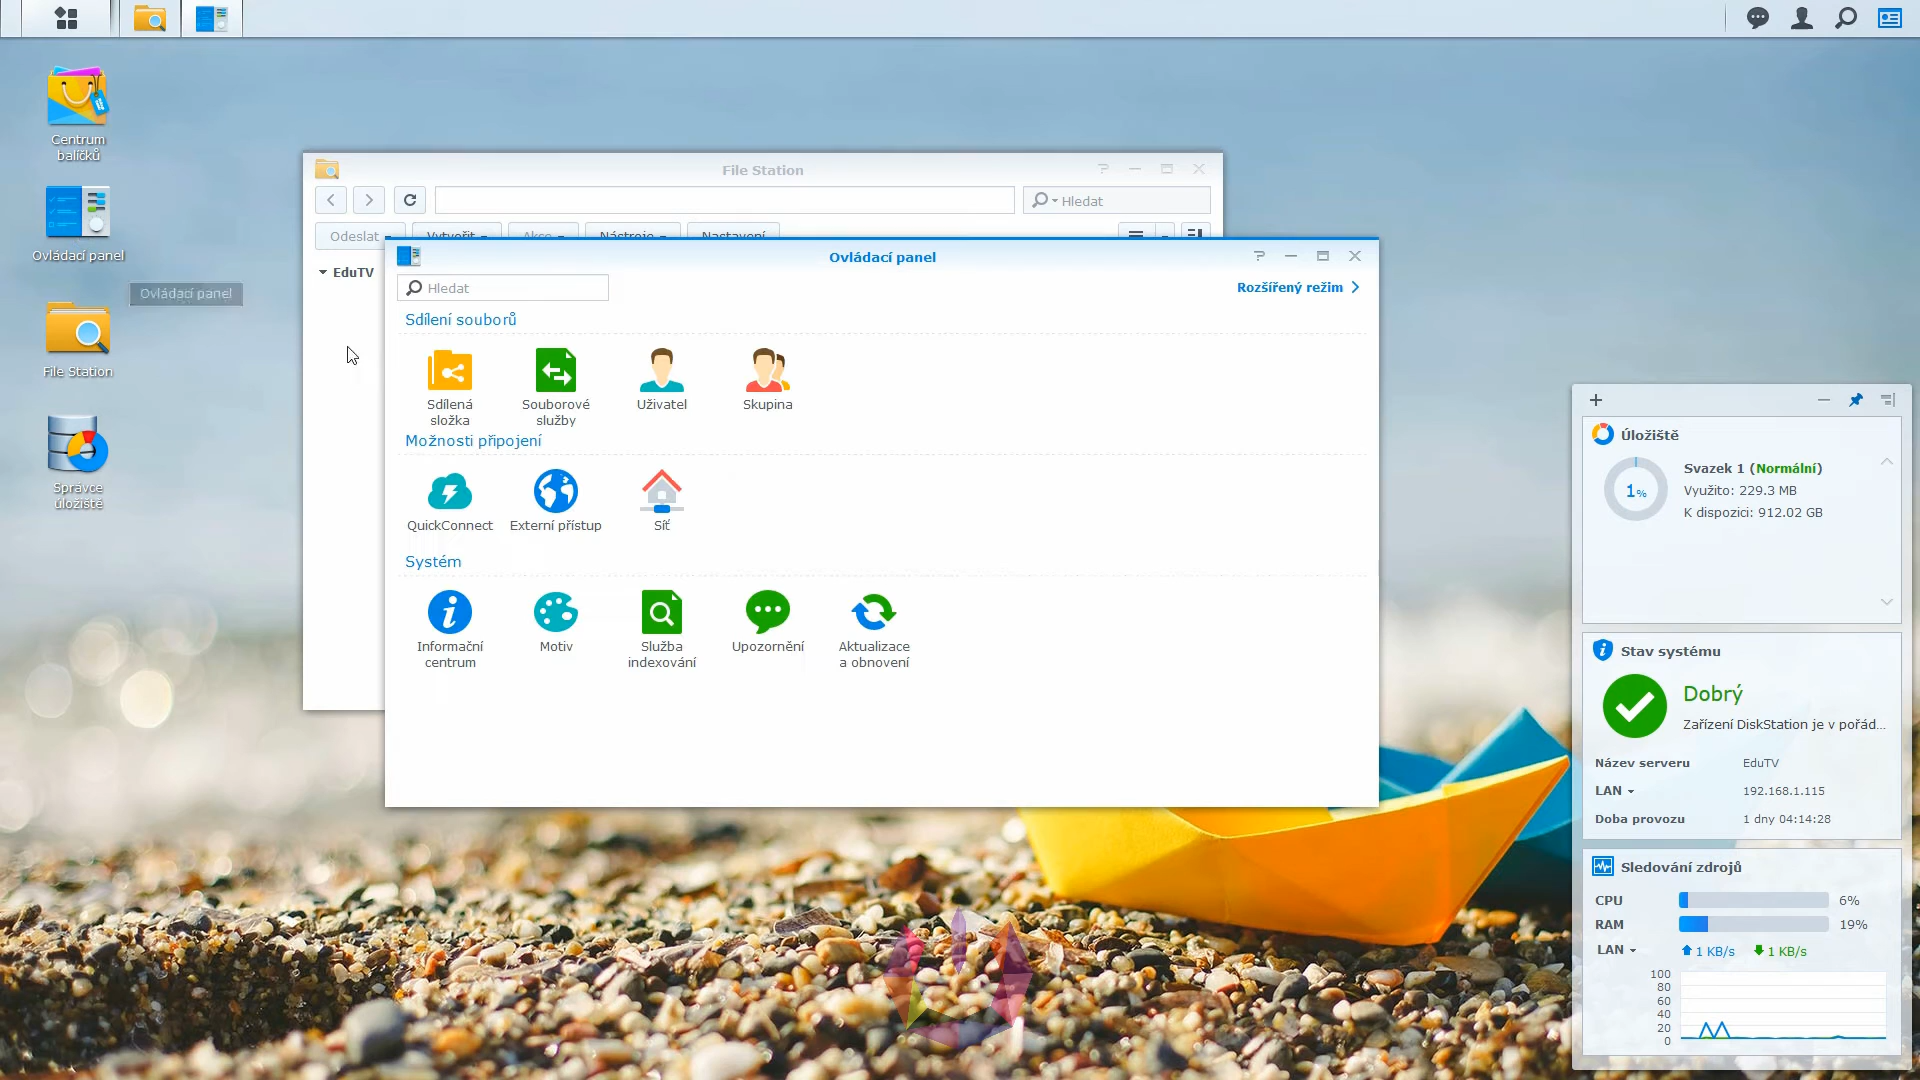 Centrum
balíčků
Ovládací panel
Ovládací panel
File Station
Správce
úložiště
File Station
Hledat
Odeslat
Vytvořit
Akce
Nástroje
Nastavení
EduTV
Ovládací panel
Hledat
Rozšířený režim
Sdílení souborů
Sdílená
složka
Souborové
služby
Uživatel
Skupina
Možnosti připojení
QuickConnect
Externí přístup
Síť
Systém
Informační
centrum
Motiv
Služba
indexování
Upozornění
Aktualizace
a obnovení
Úložiště
1%
Svazek 1 (Normální)
Využito: 229.3 MB
K dispozici: 912.02 GB
Stav systému
Dobrý
Zařízení DiskStation je v pořád...
Název serveru EduTV
LAN 192.168.1.115
Doba provozu 1 dny 04:14:28
Sledování zdrojů
CPU 6%
RAM 19%
LAN 1 KB/s 1 KB/s
100
80
60
40
20
0